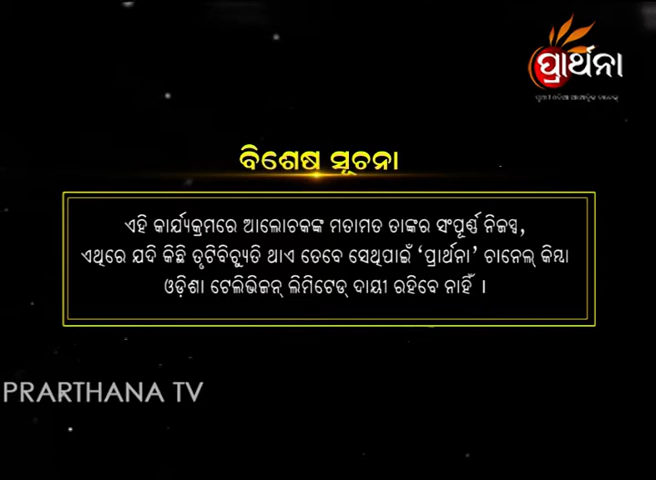 ପ୍ରାର୍ଥନା
ବିଶେଷ ସୂଚନା
ଏହି କାର୍ଯ୍ୟକ୍ରମରେ ଆଲୋଚକଙ୍କ ମତାମତ ତାଙ୍କର ସଂପୂର୍ଣ୍ଣ ନିଜସ୍ୱ,
ଏଥିରେ ଯଦି କିଛି ତୃଟିବିଚ୍ୟୁତି ଥାଏ ତେବେ ସେଥିପାଇଁ ‘ପ୍ରାର୍ଥନା’ ଚାନେଲ୍ କିମ୍ବା
ଓଡ଼ିଶା ଟେଲିଭିଜନ୍ ଲିମିଟେଡ୍ ଦାୟୀ ରହିବେ ନାହିଁ ।
PRARTHANA TV